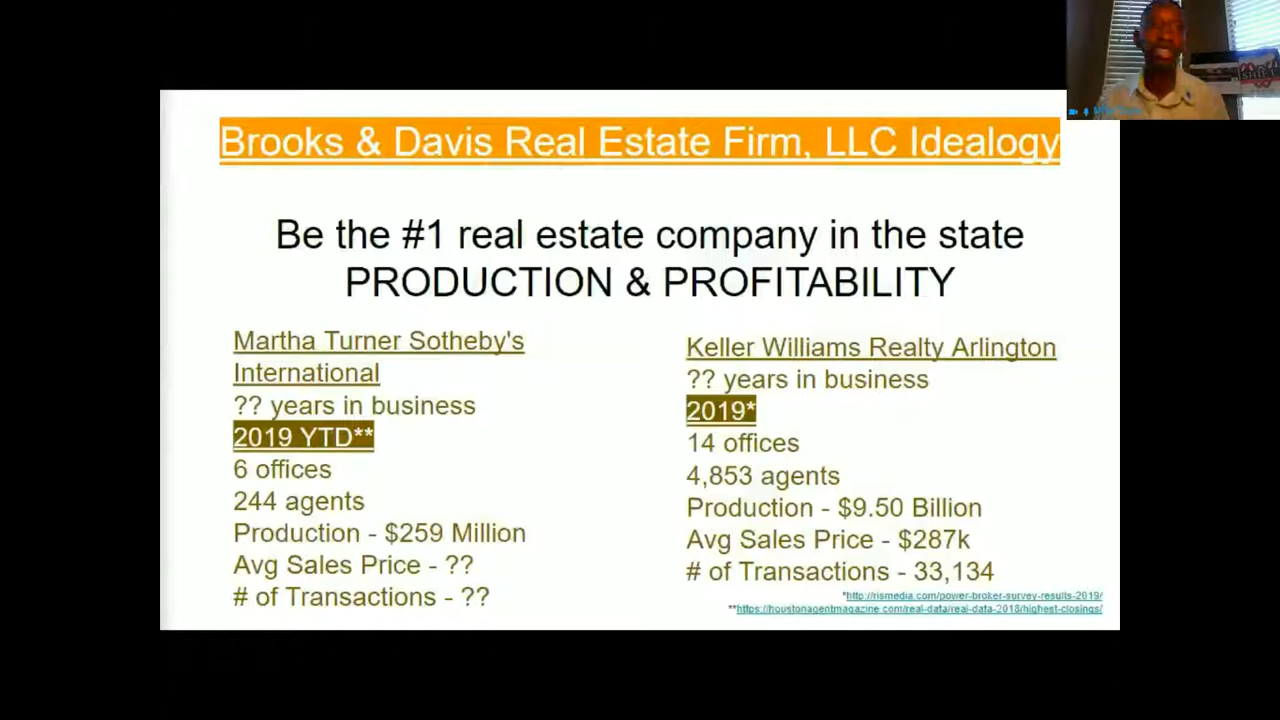 Brooks & Davis Real Estate Firm, LLC Idealogy
Be the #1 real estate company in the state
PRODUCTION & PROFITABILITY
Martha Turner Sotheby's
International
?? years in business
2019 YTD**
6 offices
244 agents
Production - $259 Million
Avg Sales Price - ??
# of Transactions - ??
Keller Williams Realty Arlington
?? years in business
2019*
14 offices
4,853 agents
Production - $9.50 Billion
Avg Sales Price - $287k
# of Transactions - 33,134
*http://rismedia.com/power-broker-survey-results-2019/
**https://houstonagentmagazine.com/real-data/real-data-2018/highest-closings/